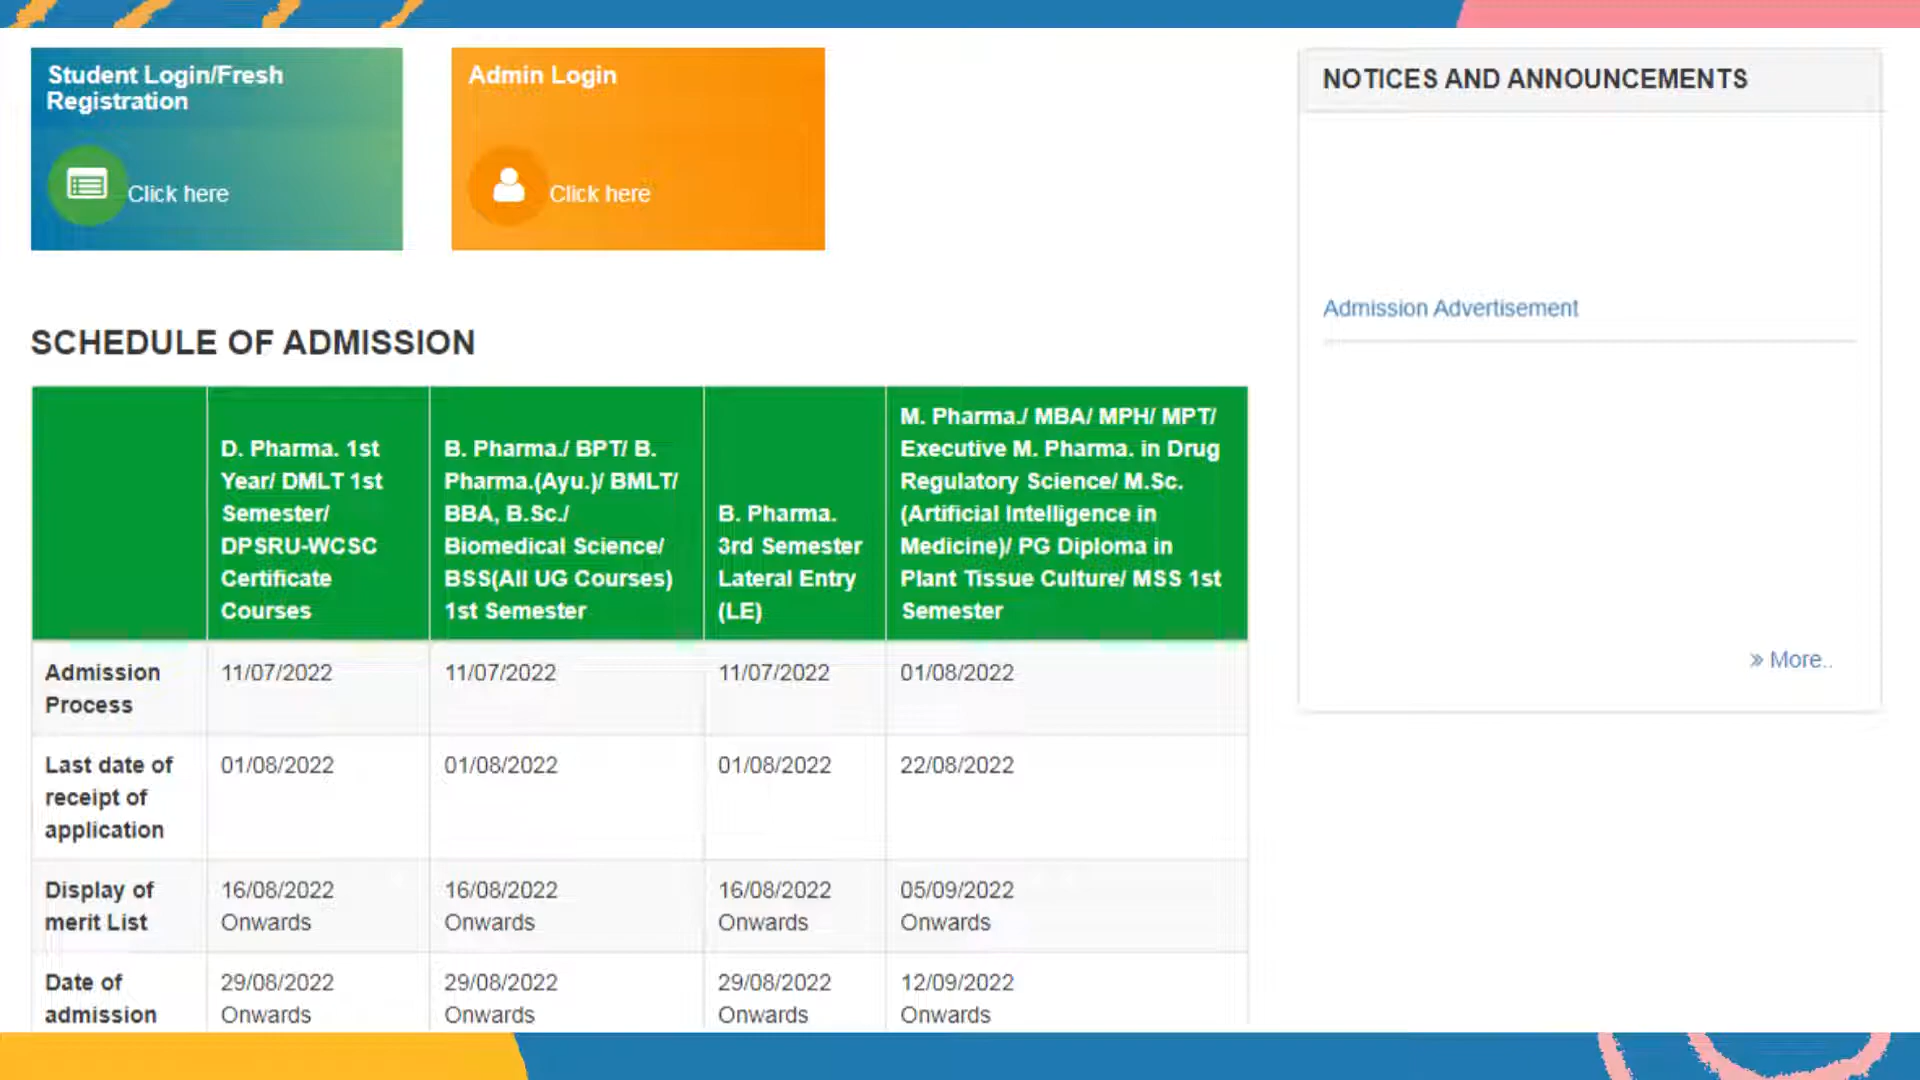 Student Login/Fresh
Registration
Click here
Admin Login
Click here
NOTICES AND ANNOUNCEMENTS
Admission Advertisement
» More..
SCHEDULE OF ADMISSION
D. Pharma. 1st
Year/ DMLT 1st
Semester/
DPSRU-WCSC
Certificate
Courses
B. Pharma./ BPT/ B.
Pharma.(Ayu.)/ BMLT/
BBA, B.Sc./
Biomedical Science/
BSS(All UG Courses)
1st Semester
B. Pharma.
3rd Semester
Lateral Entry
(LE)
M. Pharma./ MBA/ MPH/ MPT/
Executive M. Pharma. in Drug
Regulatory Science/ M.Sc.
(Artificial Intelligence in
Medicine)/ PG Diploma in
Plant Tissue Culture/ MSS 1st
Semester
Admission
Process
11/07/2022
11/07/2022
11/07/2022
01/08/2022
Last date of
receipt of
application
01/08/2022
01/08/2022
01/08/2022
22/08/2022
Display of
merit List
16/08/2022
Onwards
16/08/2022
Onwards
16/08/2022
Onwards
05/09/2022
Onwards
Date of
admission
29/08/2022
Onwards
29/08/2022
Onwards
29/08/2022
Onwards
12/09/2022
Onwards